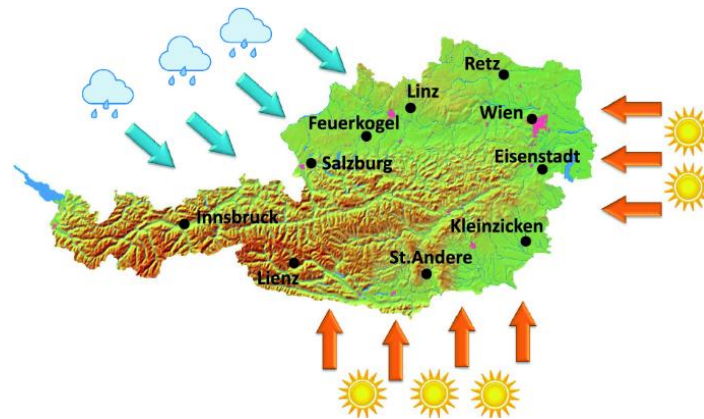 Retz
Linz
Wien
Feuerkogel
Salzburg
Eisenstadt
Innsbruck
Kleinzicken
St.Andere
Lienz